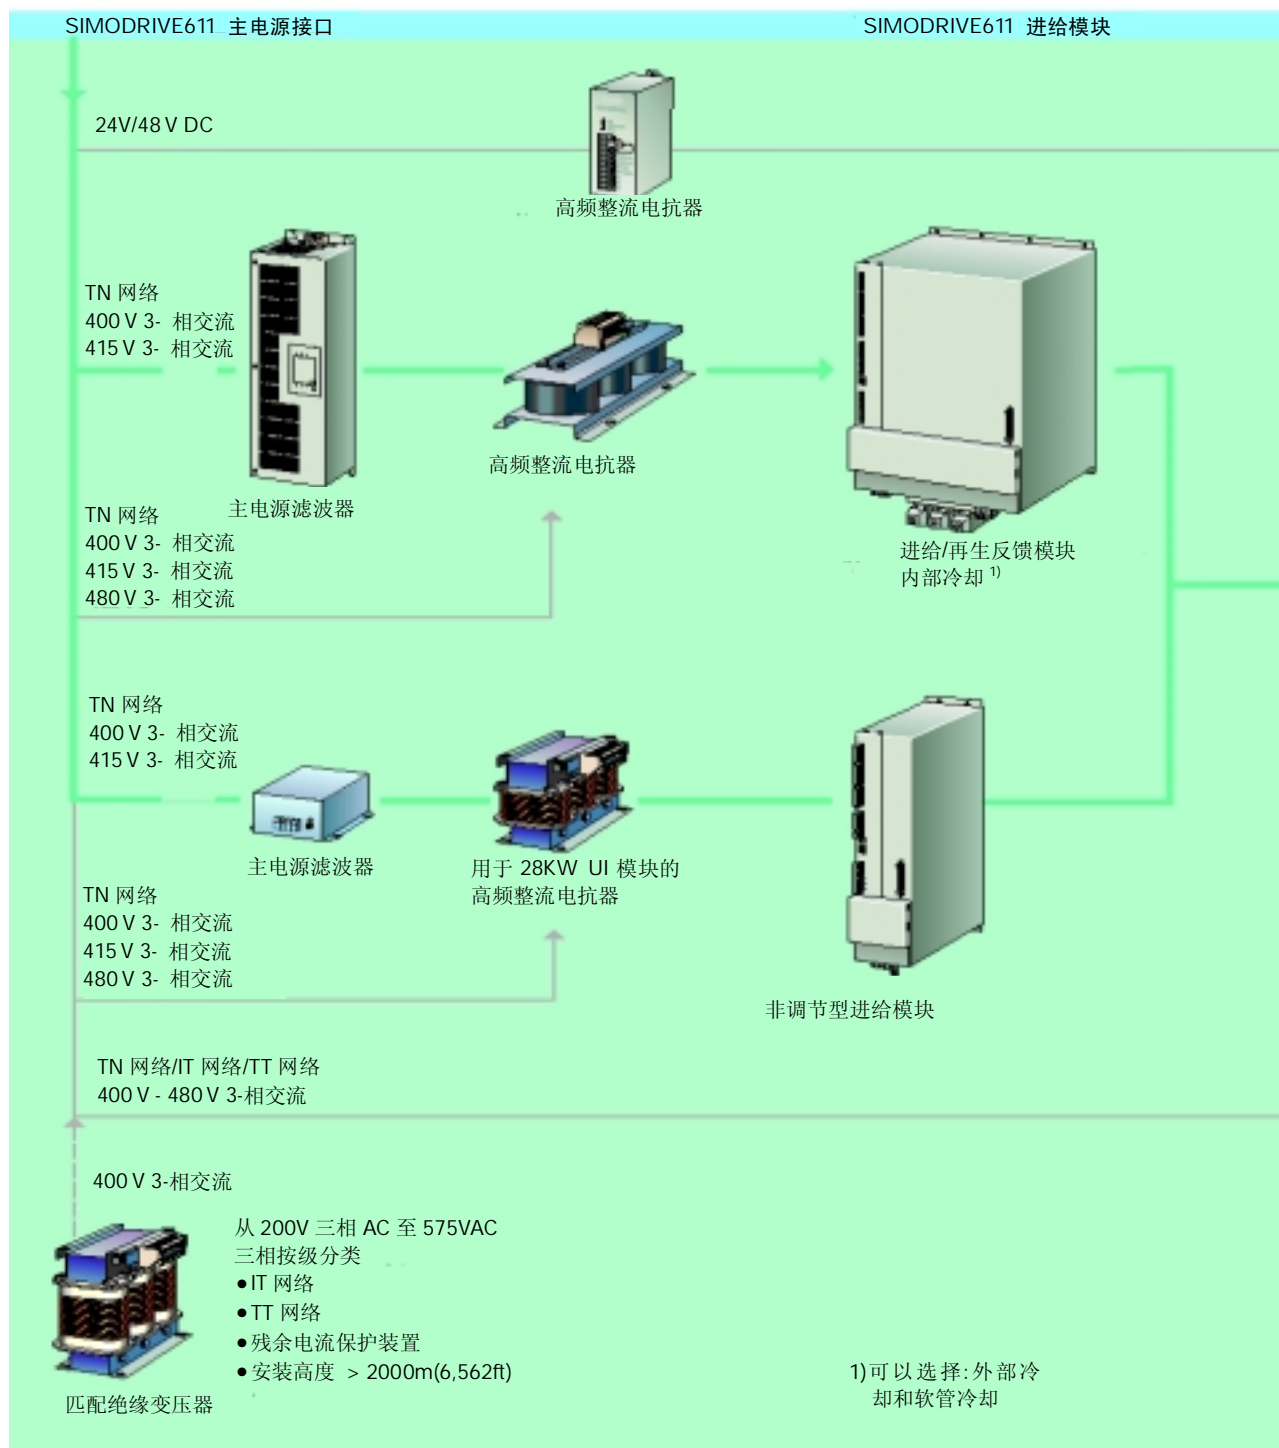 SIMODRIVE611 主电源接口
SIMODRIVE611 进给模块
24V/48 V DC
高频整流电抗器
TN 网络
400 V 3- 相交流
415 V 3- 相交流
高频整流电抗器
主电源滤波器
TN 网络
400 V 3- 相交流
415 V 3- 相交流
480 V 3- 相交流
进给/再生反馈模块
内部冷却 1)
TN 网络
400 V 3- 相交流
415 V 3- 相交流
主电源滤波器
用于 28KW UI 模块的
高频整流电抗器
TN 网络
400 V 3- 相交流
415 V 3- 相交流
480 V 3- 相交流
非调节型进给模块
TN 网络/IT 网络/TT 网络
400 V - 480 V 3-相交流
400 V 3-相交流
从 200V 三相 AC 至 575VAC
三相按级分类
●IT 网络
●TT 网络
●残余电流保护装置
●安装高度 > 2000m(6,562ft)
匹配绝缘变压器
1)可以选择:外部冷
却和软管冷却